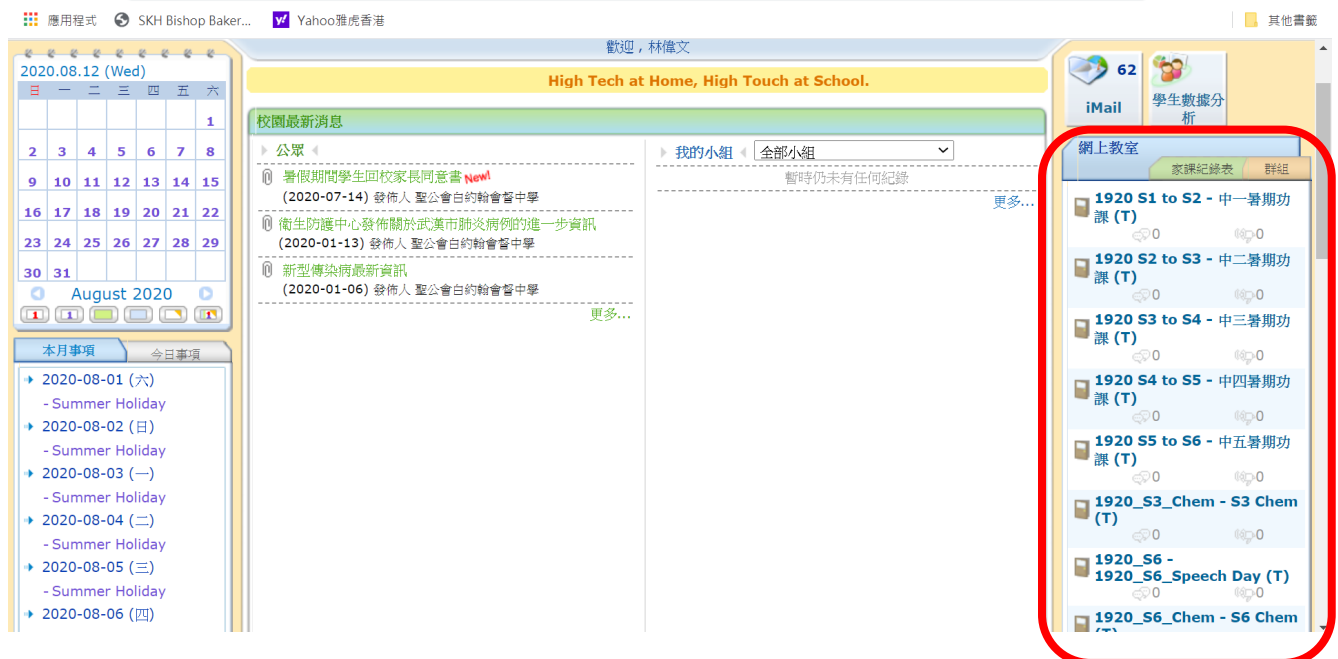 應用程式
SKH Bishop Baker...
Yahoo雅虎香港
其他書籤
歡迎，林偉文
High Tech at Home, High Touch at School.
2020.08.12 (Wed)
日 一 二 三 四 五 六
1
2 3 4 5 6 7 8
9 10 11 12 13 14 15
16 17 18 19 20 21 22
23 24 25 26 27 28 29
30 31
August 2020
1 1 1
本月事項
今日事項
2020-08-01 (六)
- Summer Holiday
2020-08-02 (日)
- Summer Holiday
2020-08-03 (一)
- Summer Holiday
2020-08-04 (二)
- Summer Holiday
2020-08-05 (三)
- Summer Holiday
2020-08-06 (四)
校園最新消息
公眾
暑假期間學生回校家長同意書 New!
(2020-07-14) 發佈人 聖公會白約翰會督中學
衞生防護中心發佈關於武漢市肺炎病例的進一步資訊
(2020-01-13) 發佈人 聖公會白約翰會督中學
新型傳染病最新資訊
(2020-01-06) 發佈人 聖公會白約翰會督中學
更多...
我的小組 全部小組
暫時仍未有任何紀錄
更多...
62
iMail
學生數據分
析
網上教室
家課紀錄表 群組
1920 S1 to S2 - 中一暑期功
課 (T)
0 0
1920 S2 to S3 - 中二暑期功
課 (T)
0 0
1920 S3 to S4 - 中三暑期功
課 (T)
0 0
1920 S4 to S5 - 中四暑期功
課 (T)
0 0
1920 S5 to S6 - 中五暑期功
課 (T)
0 0
1920_S3_Chem - S3 Chem
(T)
0 0
1920_S6 -
1920_S6_Speech Day (T)
0 0
1920_S6_Chem - S6 Chem
(T)